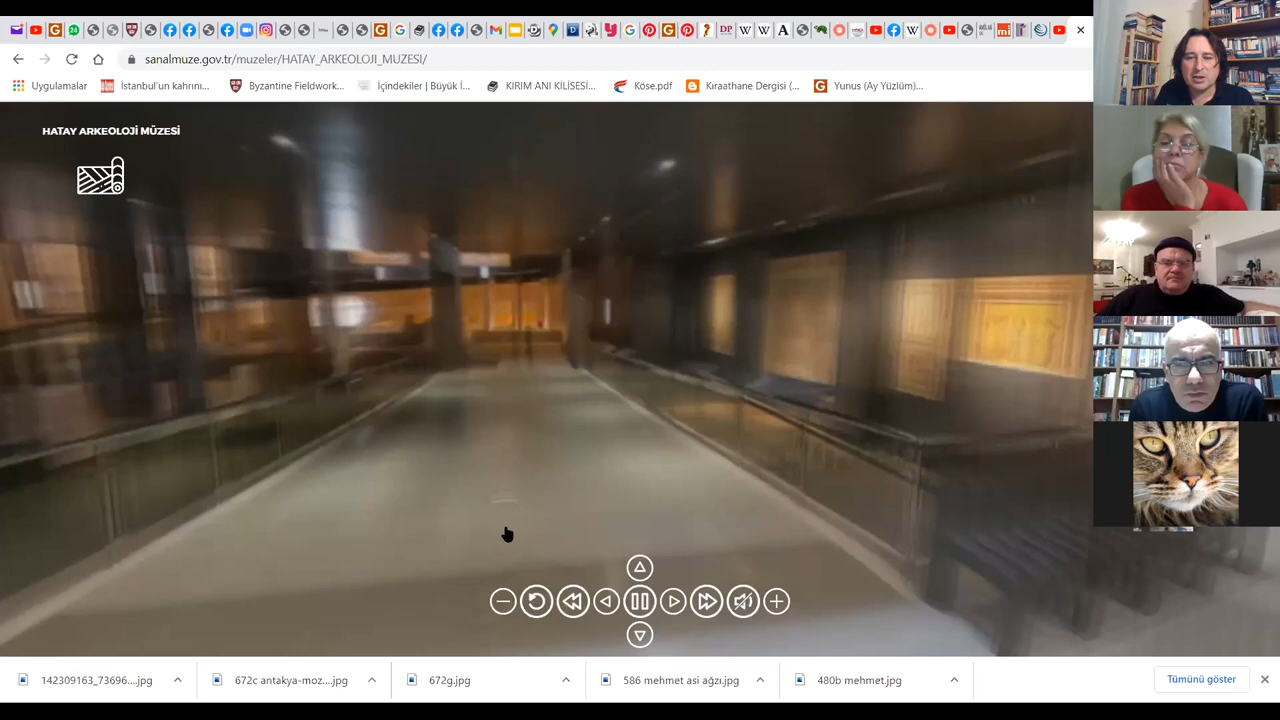 24
DP
W
W
A
W
sanalmuze.gov.tr/muzeler/HATAY_ARKEOLOJI_MUZESI/
Uygulamalar
İstanbul'un kahrını...
Byzantine Fieldwork...
İçindekiler | Büyük İ...
KIRIM ANI KİLİSESİ...
Köse.pdf
Kıraathane Dergisi (...
Yunus (Ay Yüzlüm)...
HATAY ARKEOLOJİ MÜZESİ
142309163_73696....jpg
672c antakya-moz....jpg
672g.jpg
586 mehmet asi ağzı.jpg
480b mehmet.jpg
Tümünü göster